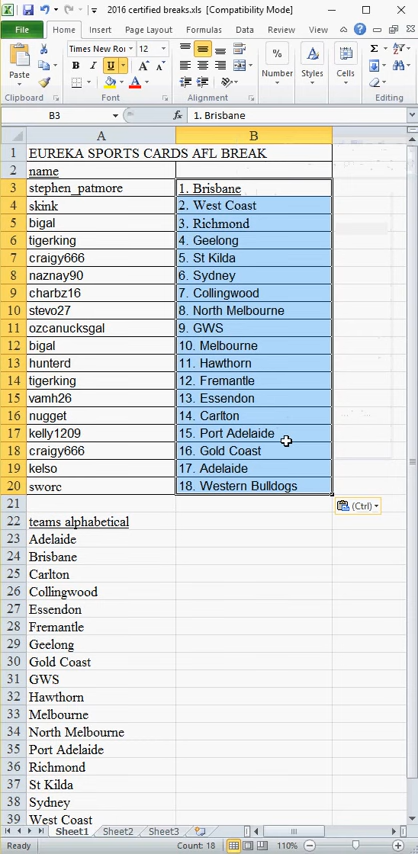 2016 certified breaks.xls [Compatibility Mode]
File Home Insert Page Layout Formulas Data Review View
Paste
Clipboard
Times New Ro 12
B I U A A
Font
Alignment
% Number
Styles
Cells
Editing
B3 fx 1. Brisbane
A B
1 EUREKA SPORTS CARDS AFL BREAK
2 name
3 stephen_patmore 1. Brisbane
4 skink 2. West Coast
5 bigal 3. Richmond
6 tigerking 4. Geelong
7 craigy666 5. St Kilda
8 naznay90 6. Sydney
9 charbz16 7. Collingwood
10 stevo27 8. North Melbourne
11 ozcanucksgal 9. GWS
12 bigal 10. Melbourne
13 hunterd 11. Hawthorn
14 tigerking 12. Fremantle
15 vamh26 13. Essendon
16 nugget 14. Carlton
17 kelly1209 15. Port Adelaide
18 craigy666 16. Gold Coast
19 kelso 17. Adelaide
20 sworc 18. Western Bulldogs
21 (Ctrl)
22 teams alphabetical
23 Adelaide
24 Brisbane
25 Carlton
26 Collingwood
27 Essendon
28 Fremantle
29 Geelong
30 Gold Coast
31 GWS
32 Hawthorn
33 Melbourne
34 North Melbourne
35 Port Adelaide
36 Richmond
37 St Kilda
38 Sydney
39 West Coast
Sheet1 Sheet2 Sheet3
Ready Count: 18 110%